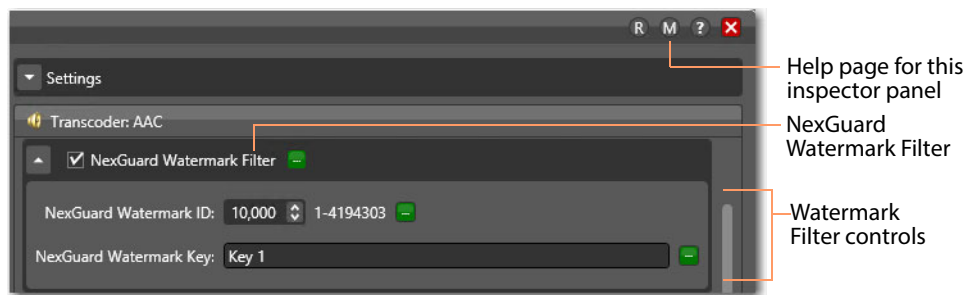 R M ?
Settings
Help page for this
inspector panel
Transcoder: AAC
NexGuard
Watermark Filter
NexGuard Watermark Filter
NexGuard Watermark ID: 10,000 1-4194303
Watermark
Filter controls
NexGuard Watermark Key: Key 1